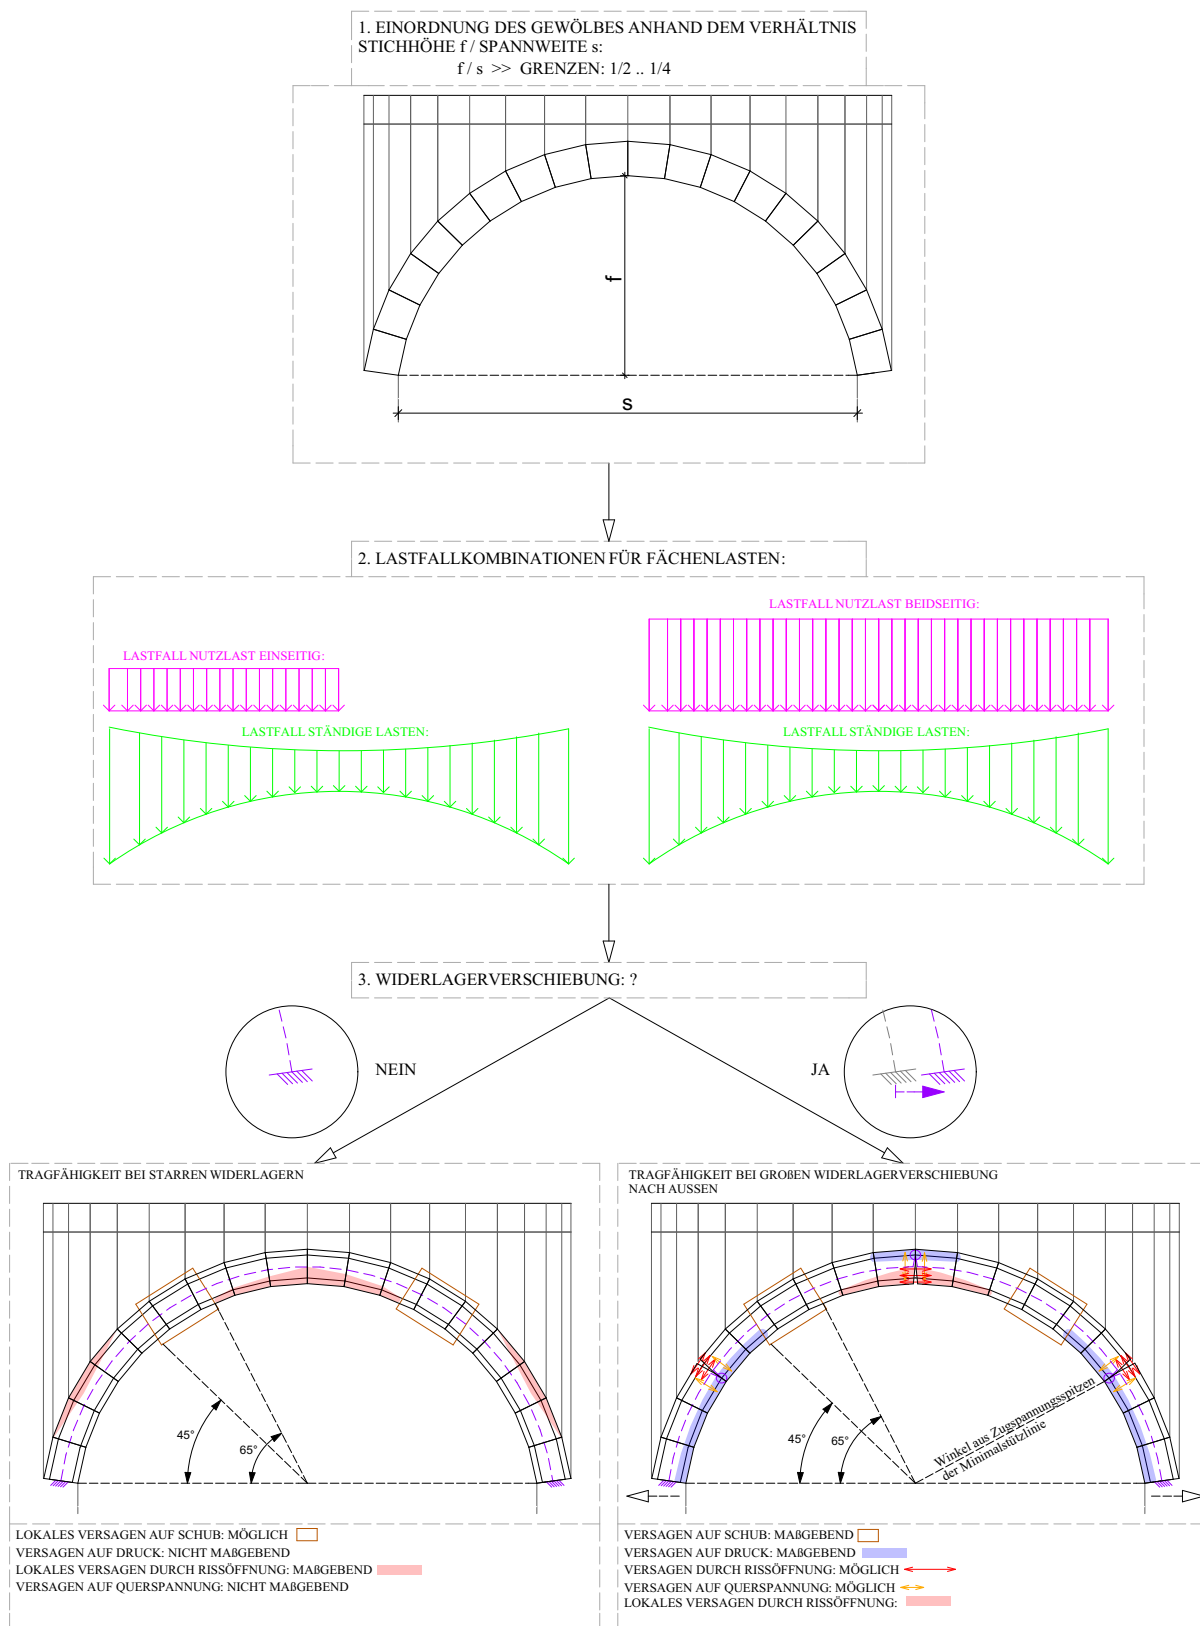 1. EINORDNUNG DES GEWÖLBES ANHAND DEM VERHÄLTNIS
STICHHÖHE f / SPANNWEITE s:
f / s >> GRENZEN: 1/2 .. 1/4
f
s
2. LASTFALLKOMBINATIONEN FÜR FÄCHENLASTEN:
LASTFALL NUTZLAST BEIDSEITIG:
LASTFALL NUTZLAST EINSEITIG:
LASTFALL STÄNDIGE LASTEN:
LASTFALL STÄNDIGE LASTEN:
3. WIDERLAGERVERSCHIEBUNG: ?
NEIN
JA
TRAGFÄHIGKEIT BEI STARREN WIDERLAGERN
45°
65°
LOKALES VERSAGEN AUF SCHUB: MÖGLICH
VERSAGEN AUF DRUCK: NICHT MAßGEBEND
LOKALES VERSAGEN DURCH RISSÖFFNUNG: MAßGEBEND
VERSAGEN AUF QUERSPANNUNG: NICHT MAßGEBEND
TRAGFÄHIGKEIT BEI GROßEN WIDERLAGERVERSCHIEBUNG
NACH AUSSEN
45°
65°
Winkel aus Zugspannungsspitzen
der Minimalstützlinie
VERSAGEN AUF SCHUB: MAßGEBEND
VERSAGEN AUF DRUCK: MAßGEBEND
VERSAGEN DURCH RISSÖFFNUNG: MÖGLICH
VERSAGEN AUF QUERSPANNUNG: MÖGLICH
LOKALES VERSAGEN DURCH RISSÖFFNUNG: